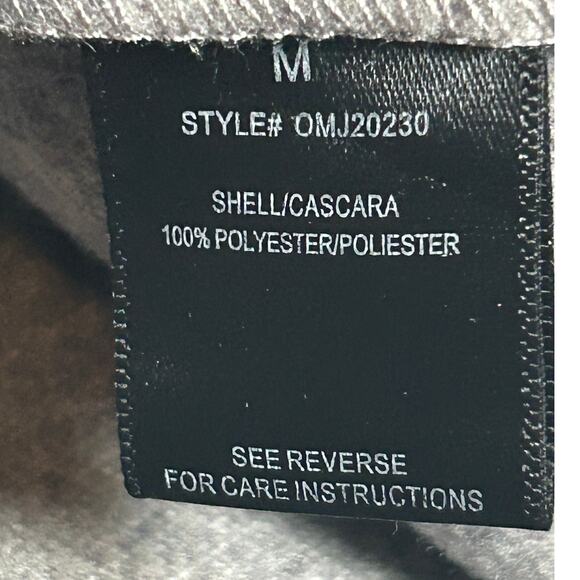 M
STYLE# OMJ20230
SHELL/CASCARA
100% POLYESTER/POLIESTER
SEE REVERSE
FOR CARE INSTRUCTIONS